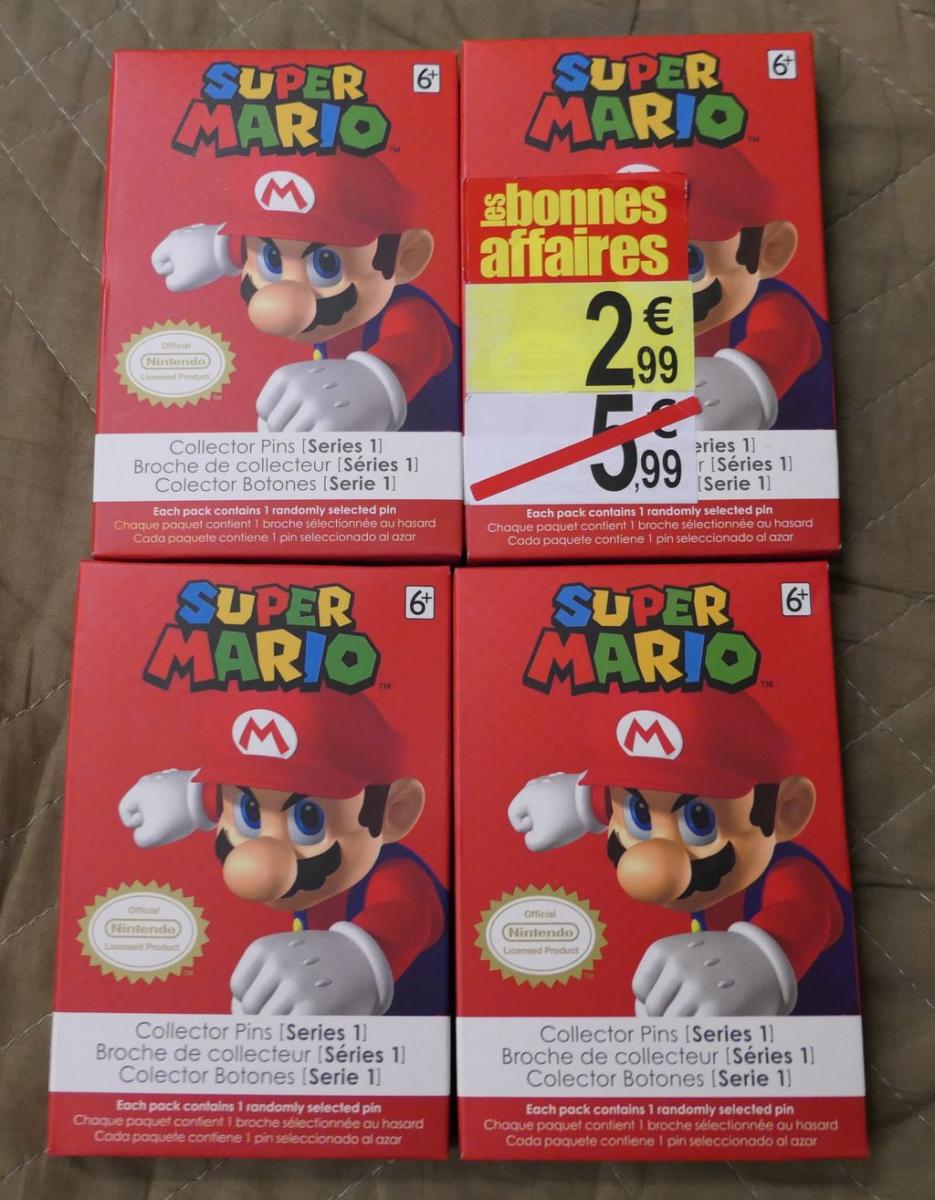 SUPER
MARIO
TM
6+
Official
Nintendo
Licensed Product
TM
Collector Pins [Series 1]
Broche de collecteur [Séries 1]
Colector Botones [Serie 1]
Each pack contains 1 randomly selected pin
Chaque paquet contient 1 broche sélectionnée au hasard
Cada paquete contiene 1 pin seleccionado al azar
SUPER
MARIO
TM
6+
les bonnes
affaires
2€,99
5€,99
eries 1]
r [Séries 1]
[Serie 1]
Each pack contains 1 randomly selected pin
Chaque paquet contient 1 broche sélectionnée au hasard
Cada paquete contiene 1 pin seleccionado al azar
SUPER
MARIO
TM
6+
Official
Nintendo
Licensed Product
TM
Collector Pins [Series 1]
Broche de collecteur [Séries 1]
Colector Botones [Serie 1]
Each pack contains 1 randomly selected pin
Chaque paquet contient 1 broche sélectionnée au hasard
Cada paquete contiene 1 pin seleccionado al azar
SUPER
MARIO
TM
6+
Official
Nintendo
Licensed Product
TM
Collector Pins [Series 1]
Broche de collecteur [Séries 1]
Colector Botones [Serie 1]
Each pack contains 1 randomly selected pin
Chaque paquet contient 1 broche sélectionnée au hasard
Cada paquete contiene 1 pin seleccionado al azar